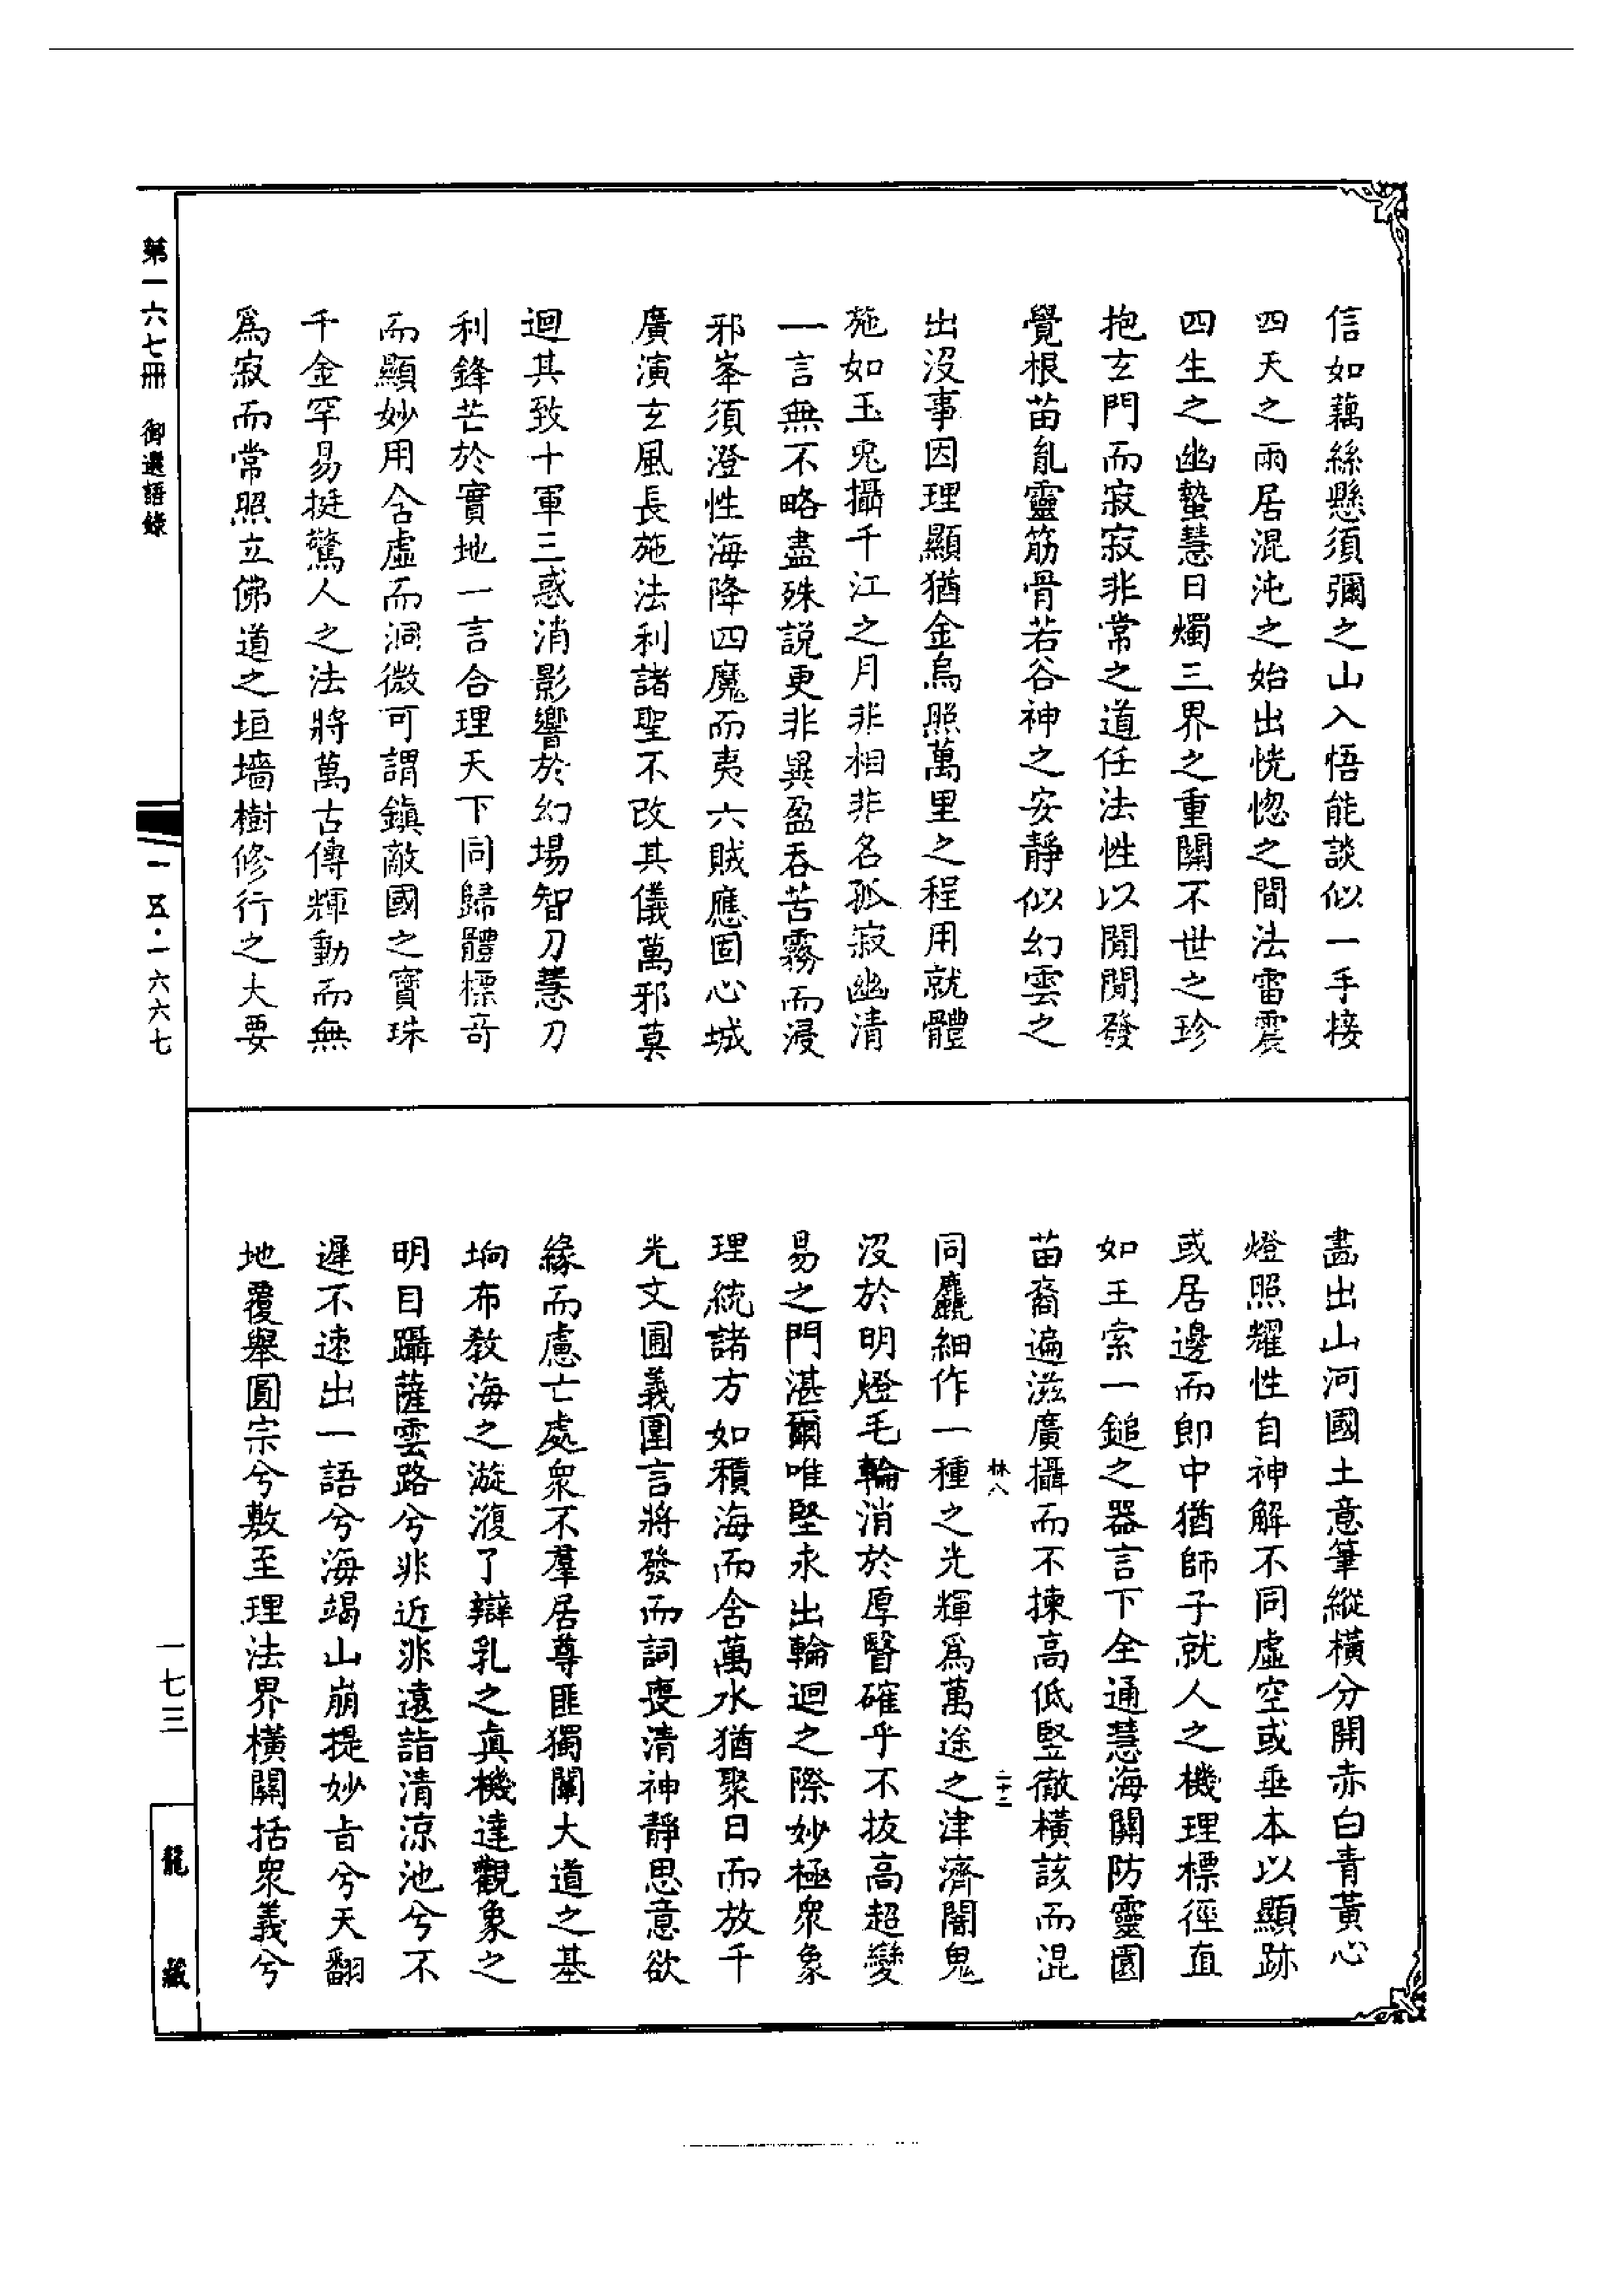 信如藕絲懸須彌之山入悟能談似一手接
四天之雨居混沌之始出恍惚之間法雷震
四生之幽蟄慧日燭三界之重關不世之珍
抱玄門而寂寂非常之道任法性以閒閒發
覺根苗亂靈筋骨若谷神之安靜似幻雲之
出沒事因理顯猶金烏照萬里之程用就體
施如玉兎攝千江之月非相非名孤寂幽清
一言無不略盡殊説更非異盈吞苦霧而浸
邪峯須澄性海降四魔而夷六賊應固心城
廣演玄風長施法利諸聖不改其儀萬邪莫
迴其致十軍三惑消影響於幻場智刀慧刀
利鋒芒於實地一言合理天下同歸體標奇
而顯妙用含虛而洞微可謂鎭敵國之寶珠
千金罕易挺驚人之法將萬古傳輝動而無
爲寂而常照立佛道之垣墻樹修行之大要
畵出山河國土意筆縱橫分開赤白青黃心
燈照耀性自神解不同虛空或垂本以顯跡
或居邊而即中猶師子就人之機理標徑直
如王索一鎚之器言下全通慧海關防靈園
苗裔遍滋廣攝而不揀高低竪徹橫該而混
林八　二十二
同麤細作一種之光輝爲萬途之津濟闇鬼
沒於明燈毛輪消於厚瞖確乎不拔高超變
易之門湛爾唯堅永出輪迴之際妙極衆象
理統諸方如積海而含萬水猶聚日而放千
光文圃義圍言將發而詞喪清神靜思意欲
緣而慮亡處衆不羣居尊匪獨闡大道之基
垧布教海之漩澓了辯乳之眞機達觀象之
明目躡薩雲路兮非近非遠詣清涼池兮不
遲不速出一語兮海竭山崩提妙旨兮天翻
地覆舉圓宗兮敷至理法界橫關括衆義兮
第一六七冊　御選語錄
一五·一六六七
一七三
龍藏